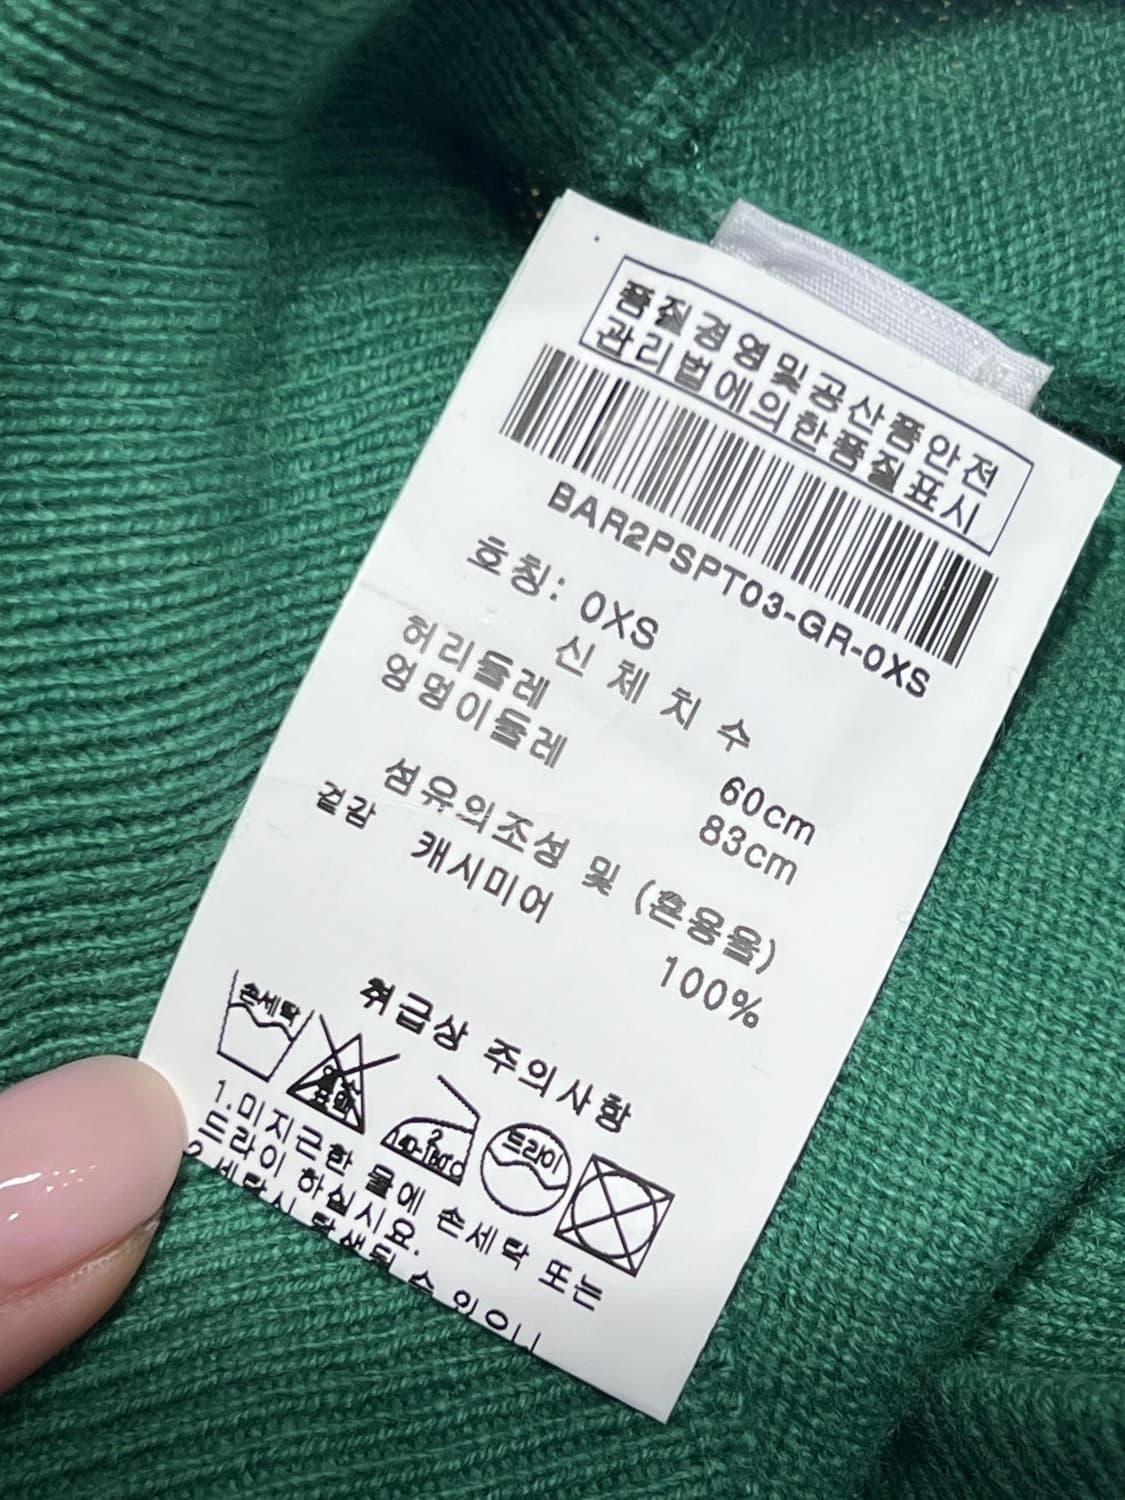 품질경영및공산품안전
관리법에의한품질표시
BAR2PSPT03-GR-0XS
호칭: 0XS
신 체 치 수
허리둘레 60cm
엉덩이둘레 83cm
섬유의조성 및 (혼용율)
겉감 캐시미어 100%
취급상 주의사항
손세탁
드라이
1.미지근한 물에 손세탁 또는
드라이 하십시요.